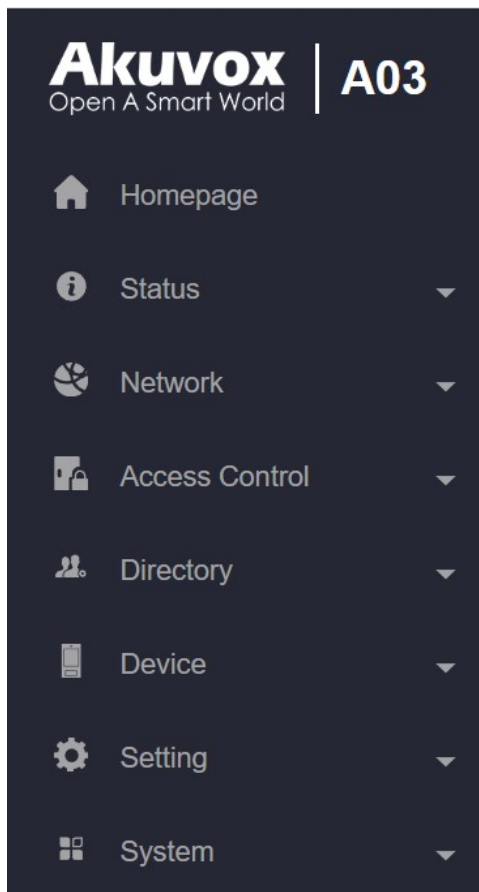 Akuvox
Open A Smart World
A03
Homepage
Status
Network
Access Control
Directory
Device
Setting
System